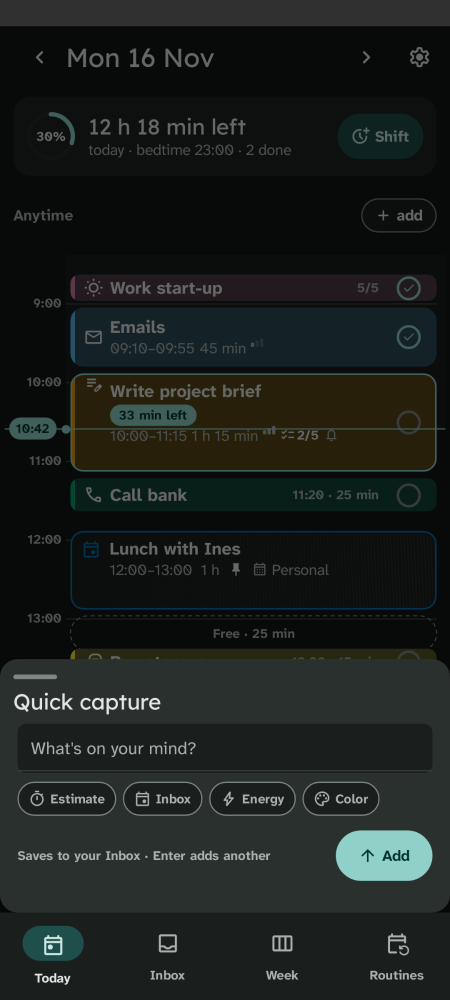 Mon 16 Nov
30%
12 h 18 min left
today · bedtime 23:00 · 2 done
Shift
Anytime
+ add
Work start-up
5/5
9:00
Emails
09:10–09:55 45 min
10:00
Write project brief
33 min left
10:42
10:00–11:15 1 h 15 min
2/5
11:00
Call bank
11:20 · 25 min
12:00
Lunch with Ines
12:00–13:00 1 h
Personal
13:00
Free · 25 min
Quick capture
What's on your mind?
Estimate
Inbox
Energy
Color
Saves to your Inbox · Enter adds another
Add
Today
Inbox
Week
Routines